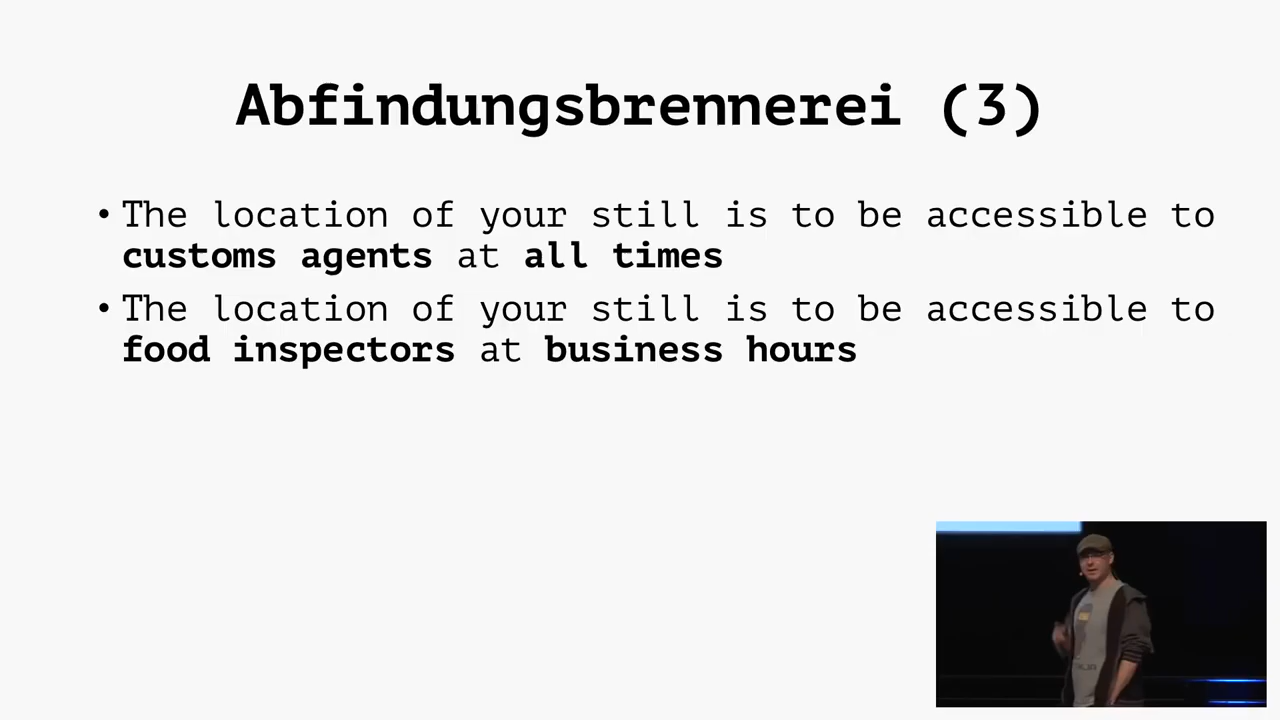 Abfindungsbrennerei (3)
• The location of your still is to be accessible to
customs agents at all times
• The location of your still is to be accessible to
food inspectors at business hours